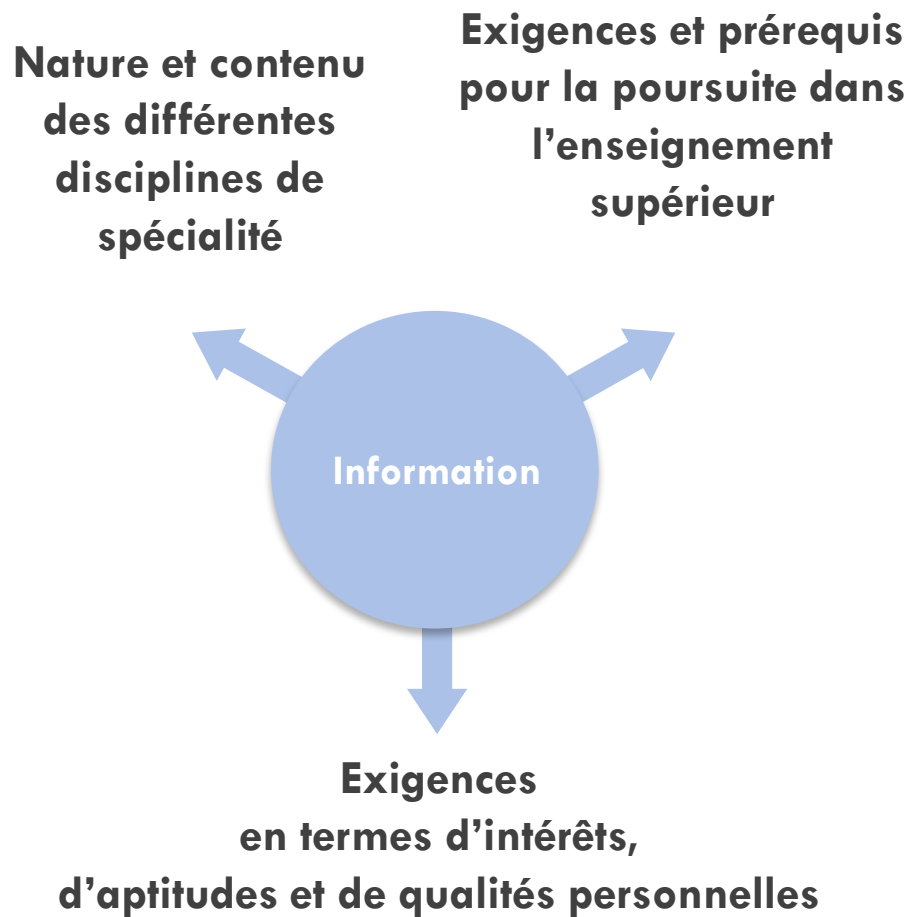 Nature et contenu
des différentes
disciplines de
spécialité
Exigences et prérequis
pour la poursuite dans
l’enseignement
supérieur
Information
Exigences
en termes d’intérêts,
d’aptitudes et de qualités personnelles